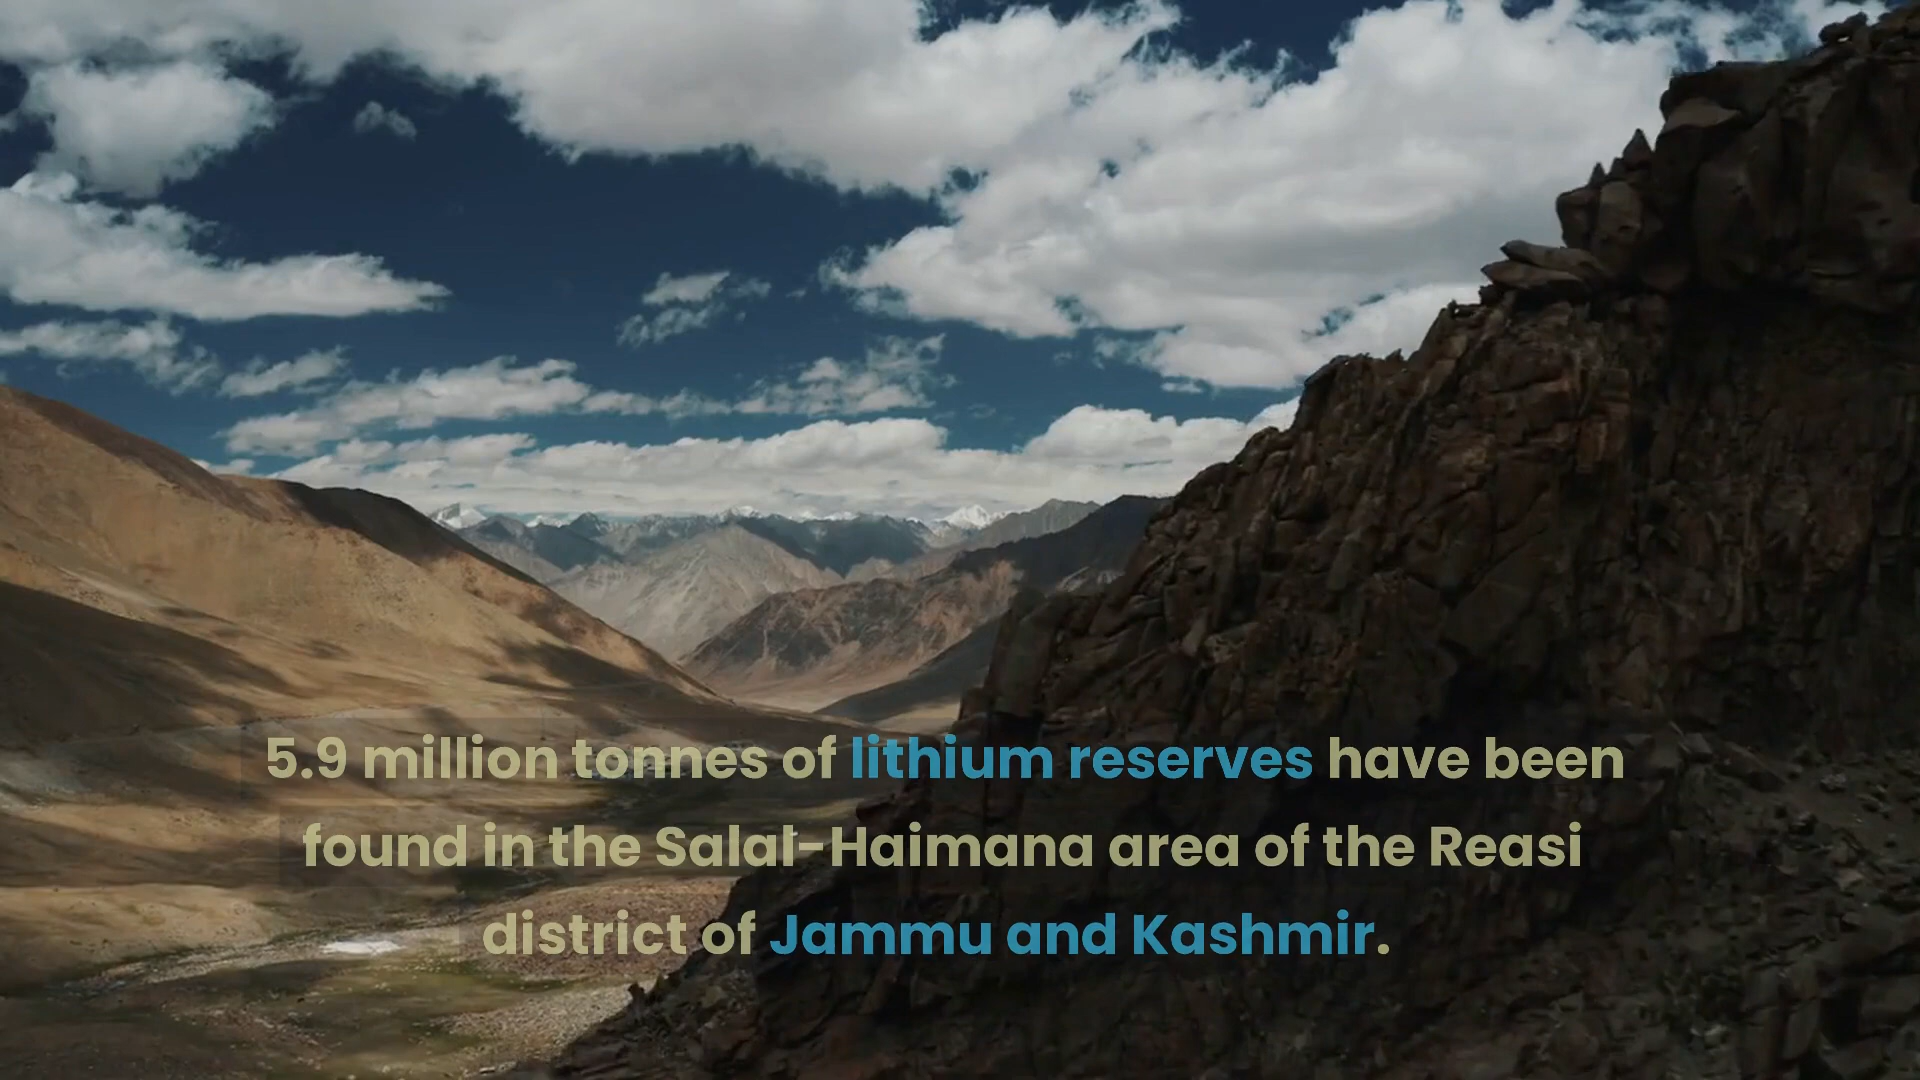 5.9 million tonnes of lithium reserves have been
found in the Salal-Haimana area of the Reasi
district of Jammu and Kashmir.